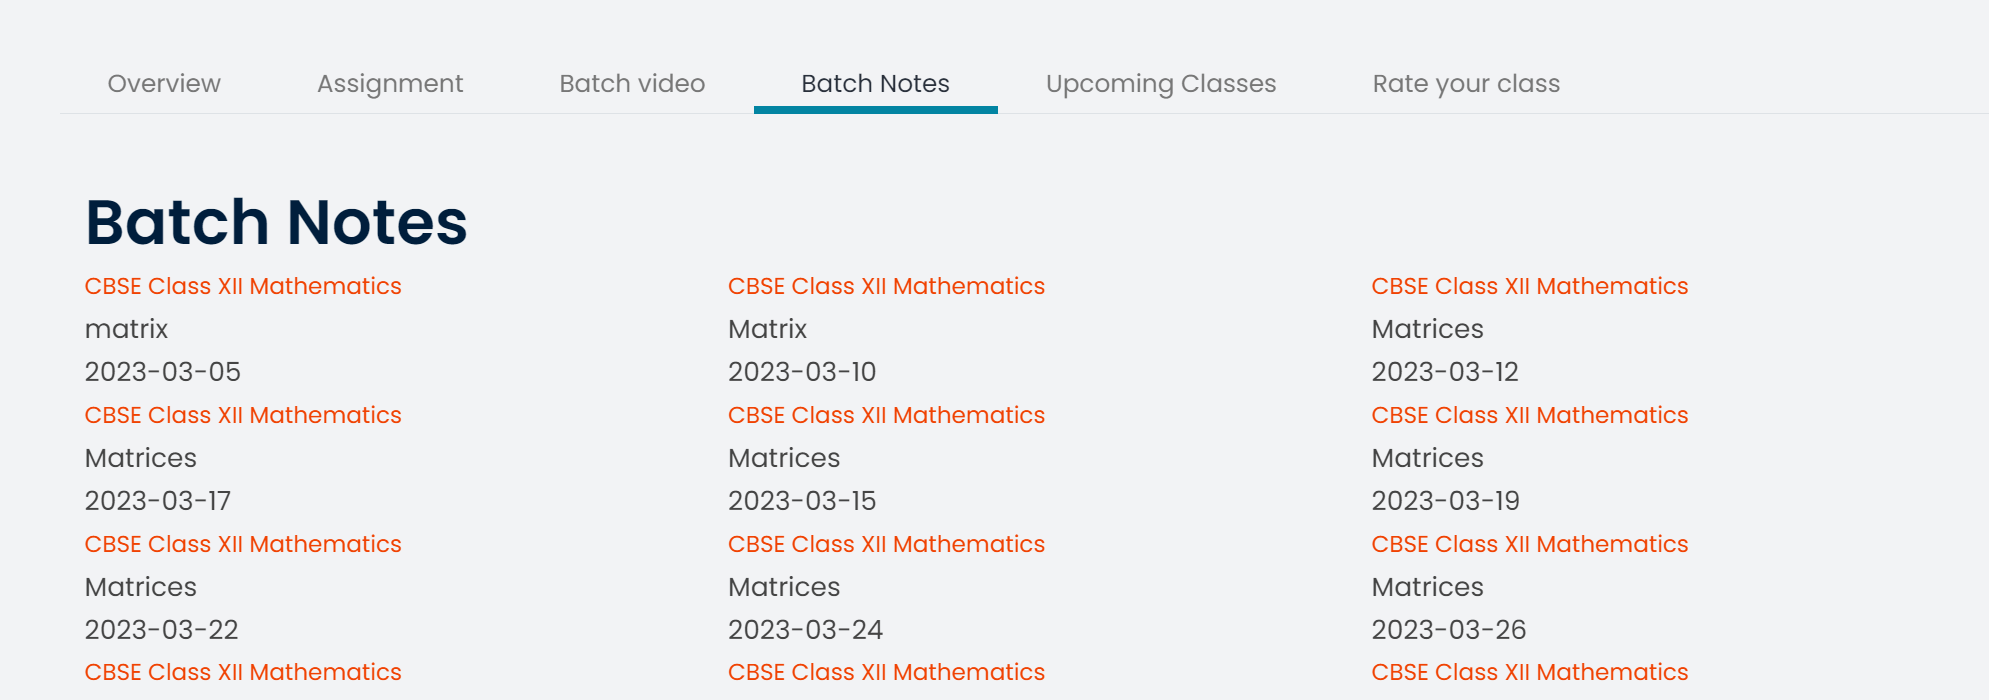 Overview Assignment Batch video Batch Notes Upcoming Classes Rate your class
Batch Notes
CBSE Class XII Mathematics CBSE Class XII Mathematics CBSE Class XII Mathematics
matrix Matrix Matrices
2023-03-05 2023-03-10 2023-03-12
CBSE Class XII Mathematics CBSE Class XII Mathematics CBSE Class XII Mathematics
Matrices Matrices Matrices
2023-03-17 2023-03-15 2023-03-19
CBSE Class XII Mathematics CBSE Class XII Mathematics CBSE Class XII Mathematics
Matrices Matrices Matrices
2023-03-22 2023-03-24 2023-03-26
CBSE Class XII Mathematics CBSE Class XII Mathematics CBSE Class XII Mathematics